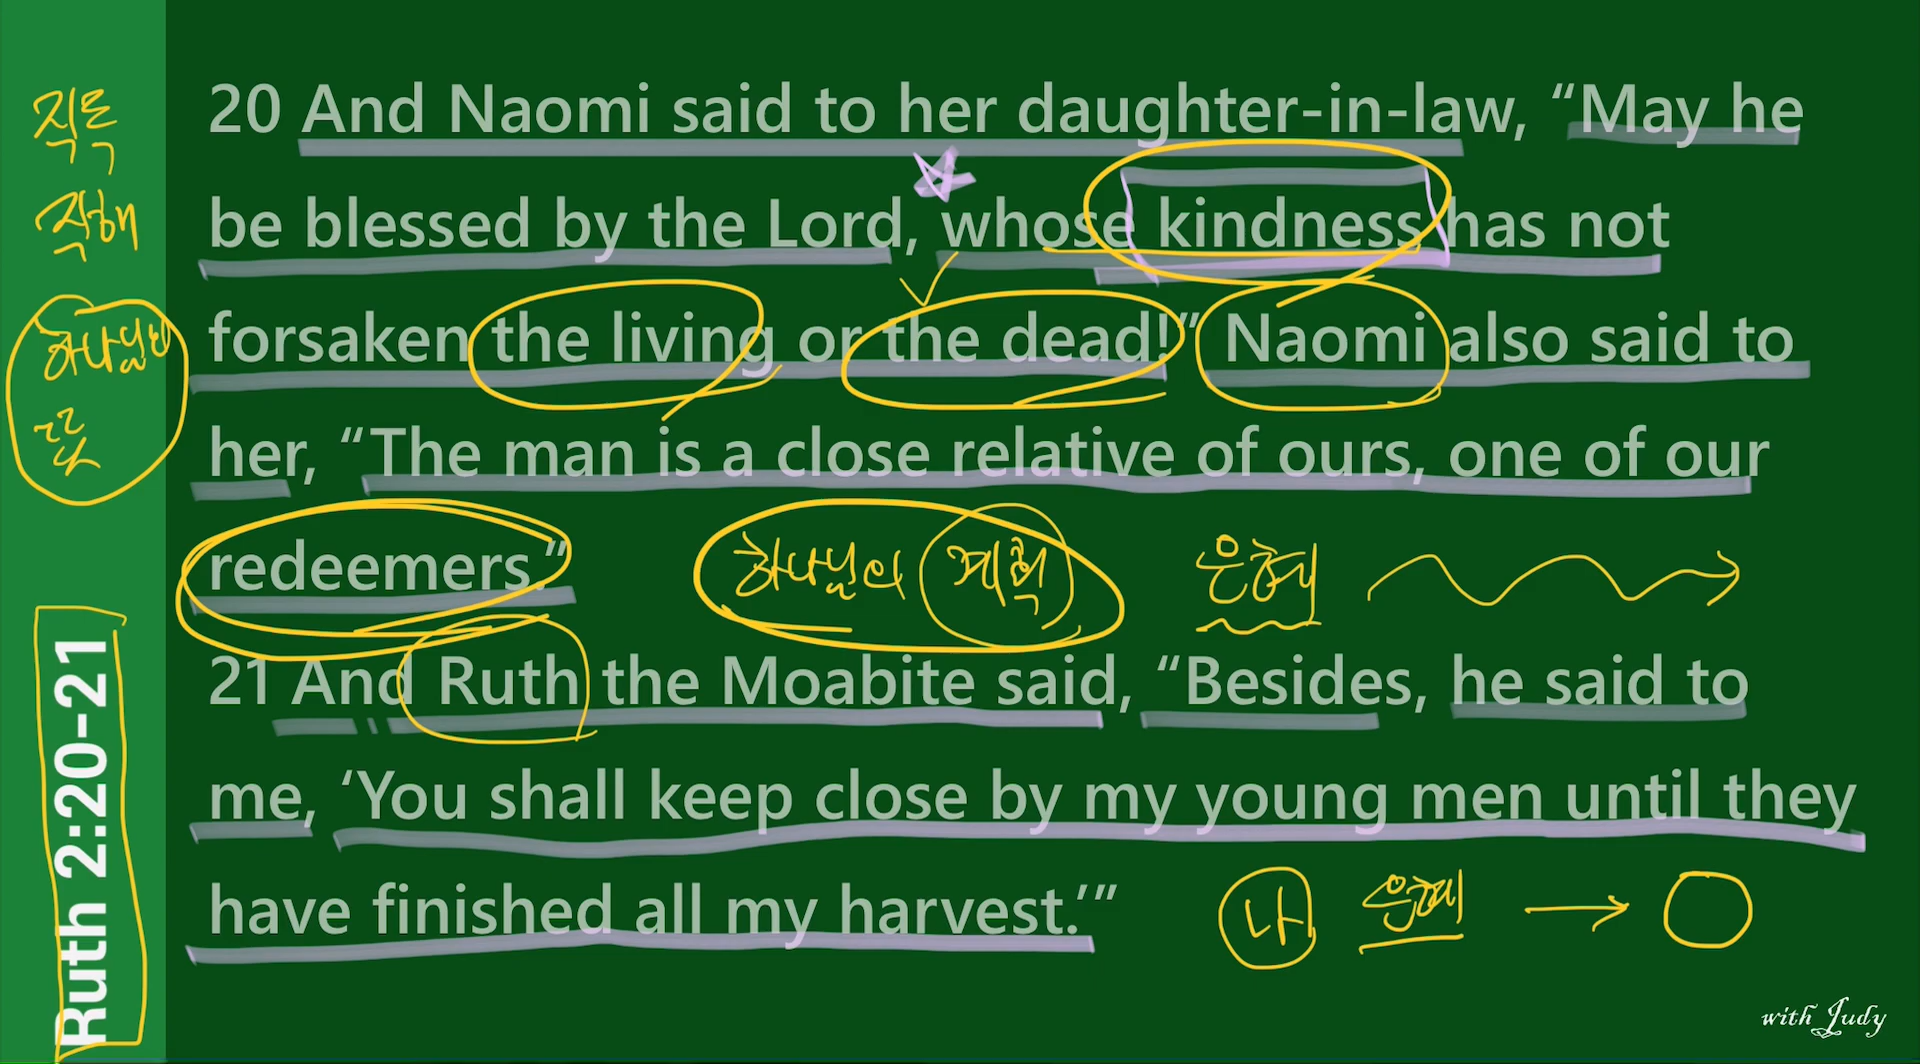 직독
직해
하나님의
뜻
Ruth 2:20-21
20 And Naomi said to her daughter-in-law, “May he
be blessed by the Lord, whose kindness has not
forsaken the living or the dead!” Naomi also said to
her, “The man is a close relative of ours, one of our
redeemers.”
하나님의 계획 은혜
21 And Ruth the Moabite said, “Besides, he said to
me, ‘You shall keep close by my young men until they
have finished all my harvest.’”
나 은혜
with Judy